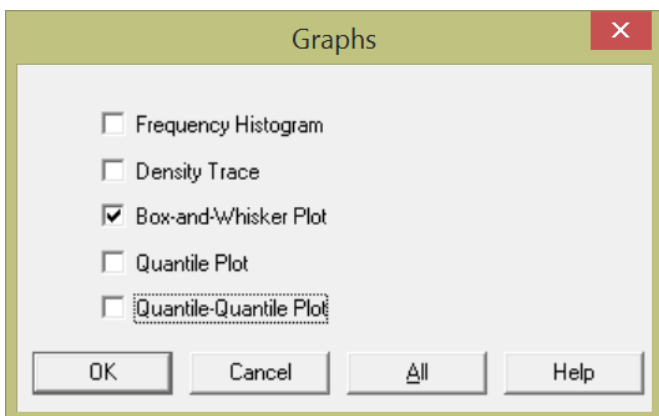 Graphs
Frequency Histogram
Density Trace
Box-and-Whisker Plot
Quantile Plot
Quantile-Quantile Plot
OK Cancel All Help